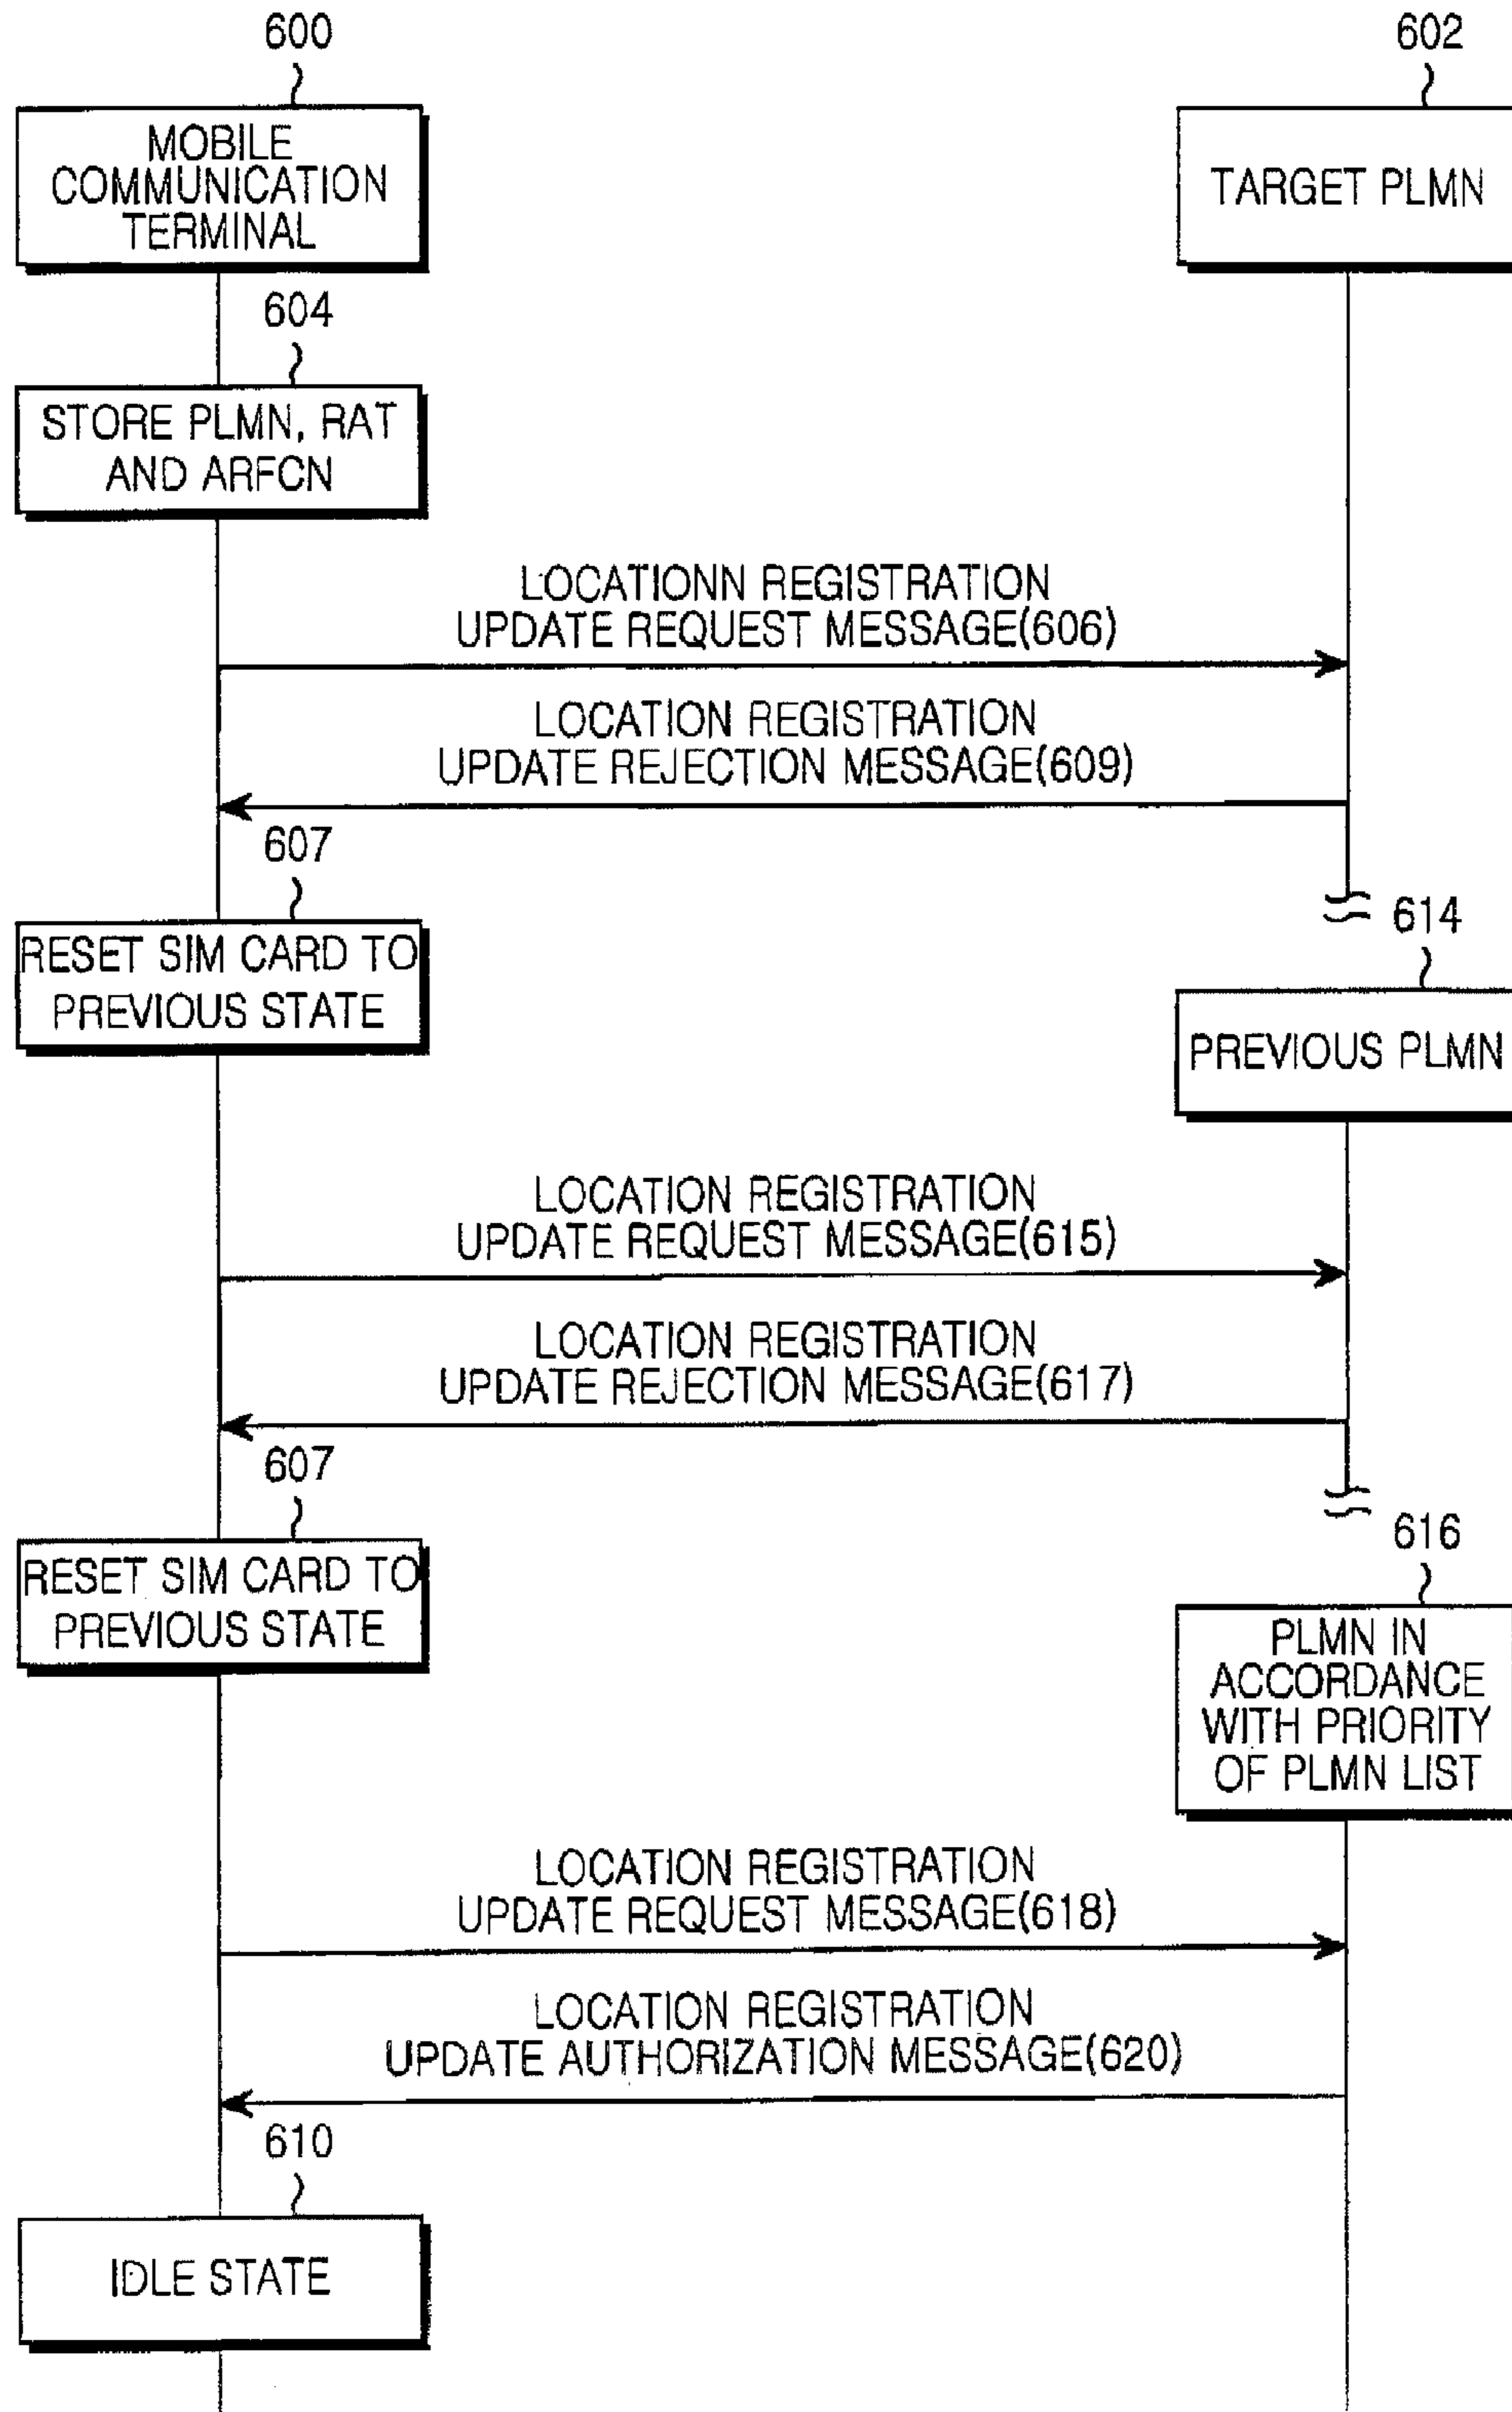 600
602
MOBILE
COMMUNICATION
TERMINAL
TARGET PLMN
604
STORE PLMN, RAT
AND ARFCN
LOCATIONN REGISTRATION
UPDATE REQUEST MESSAGE(606)
LOCATION REGISTRATION
UPDATE REJECTION MESSAGE(609)
607
614
RESET SIM CARD TO
PREVIOUS STATE
PREVIOUS PLMN
LOCATION REGISTRATION
UPDATE REQUEST MESSAGE(615)
LOCATION REGISTRATION
UPDATE REJECTION MESSAGE(617)
607
616
RESET SIM CARD TO
PREVIOUS STATE
PLMN IN
ACCORDANCE
WITH PRIORITY
OF PLMN LIST
LOCATION REGISTRATION
UPDATE REQUEST MESSAGE(618)
LOCATION REGISTRATION
UPDATE AUTHORIZATION MESSAGE(620)
610
IDLE STATE